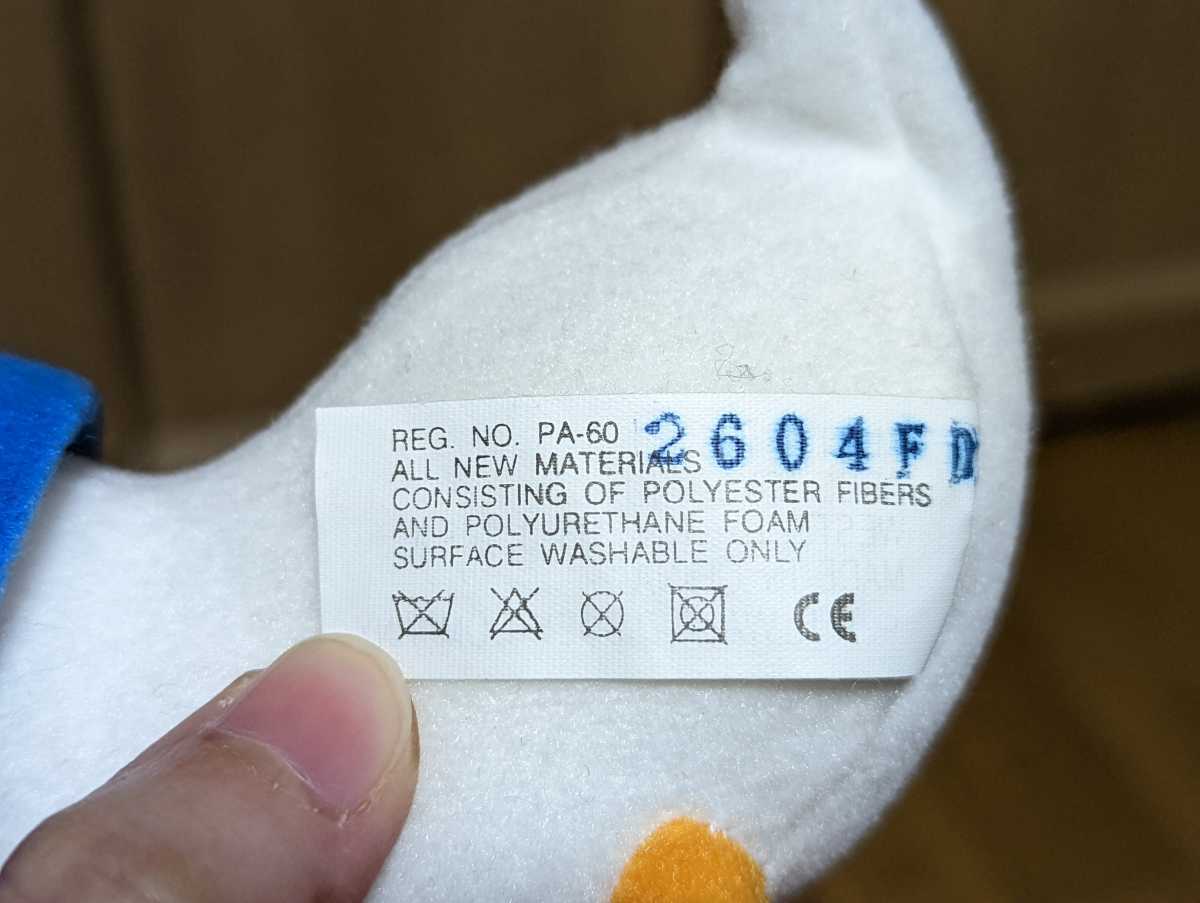 REG. NO. PA-60 2604FD
ALL NEW MATERIALS
CONSISTING OF POLYESTER FIBERS
AND POLYURETHANE FOAM
SURFACE WASHABLE ONLY
CE